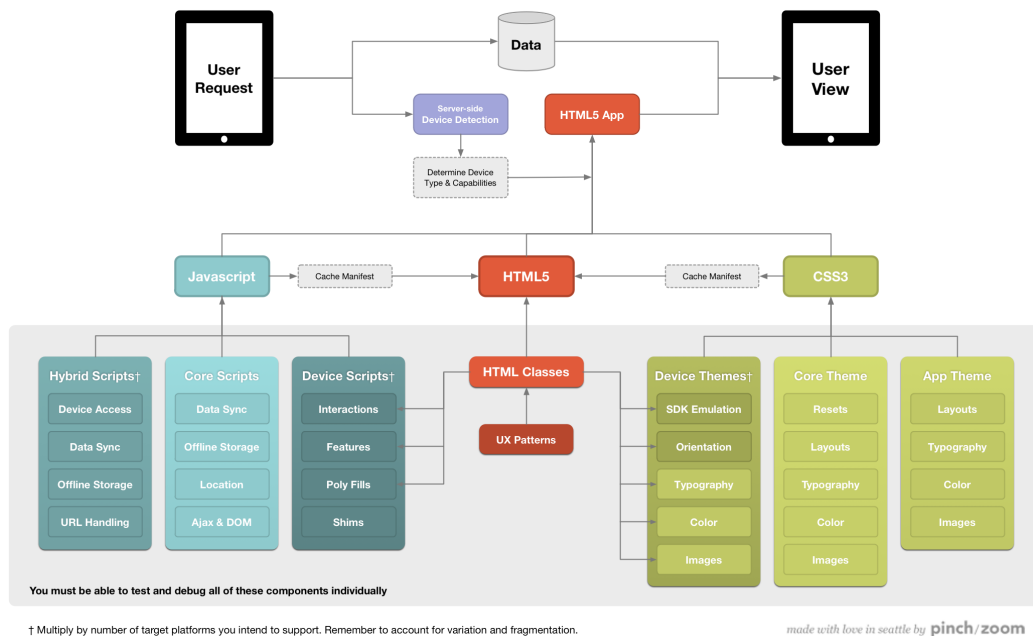 User
Request
Data
User
View
Server-side
Device Detection
HTML5 App
Determine Device
Type & Capabilities
Javascript
Cache Manifest
HTML5
Cache Manifest
CSS3
Hybrid Scripts†
Device Access
Data Sync
Offline Storage
URL Handling
Core Scripts
Data Sync
Offline Storage
Location
Ajax & DOM
Device Scripts†
Interactions
Features
Poly Fills
Shims
HTML Classes
UX Patterns
Device Themes†
SDK Emulation
Orientation
Typography
Color
Images
Core Theme
Resets
Layouts
Typography
Color
Images
App Theme
Layouts
Typography
Color
Images
You must be able to test and debug all of these components individually
† Multiply by number of target platforms you intend to support. Remember to account for variation and fragmentation.
made with love in seattle by pinch/zoom